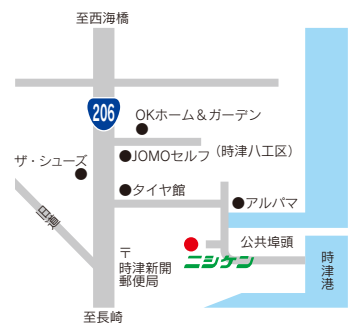 至西海橋
206
OKホーム＆ガーデン
JOMOセルフ
（時津八工区）
ザ・シューズ
タイヤ館
アルパマ
旧道
公共埠頭
〒
時津新開
郵便局
ニシケン
時津港
至長崎